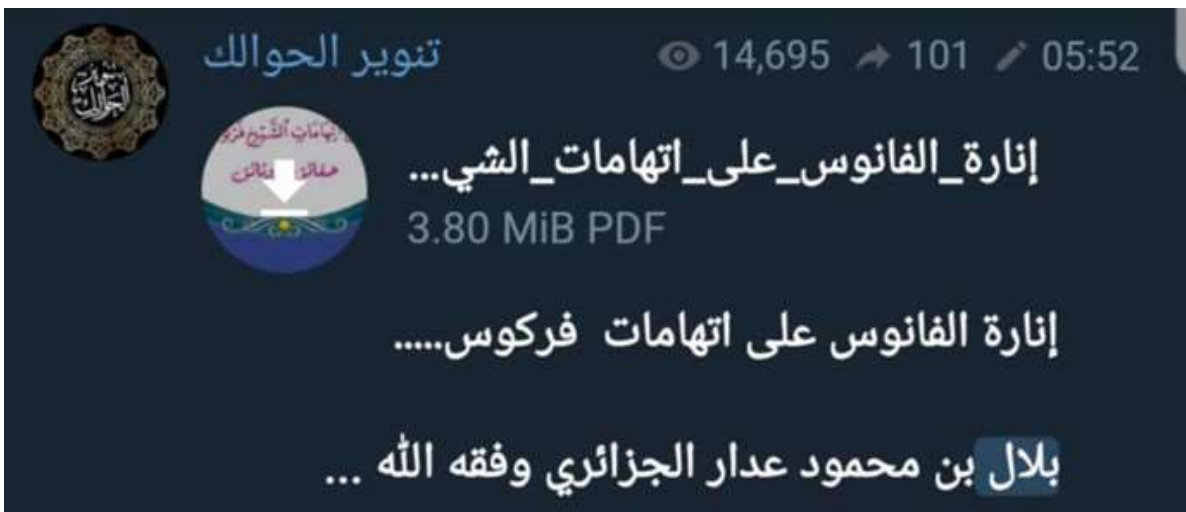 تنوير الحوالك
14,695 101 05:52
إنارة_الفانوس_على_اتهامات_الشي...
3.80 MiB PDF
إنارة الفانوس على اتهامات فركوس.....
بلال بن محمود عدار الجزائري وفقه الله ...